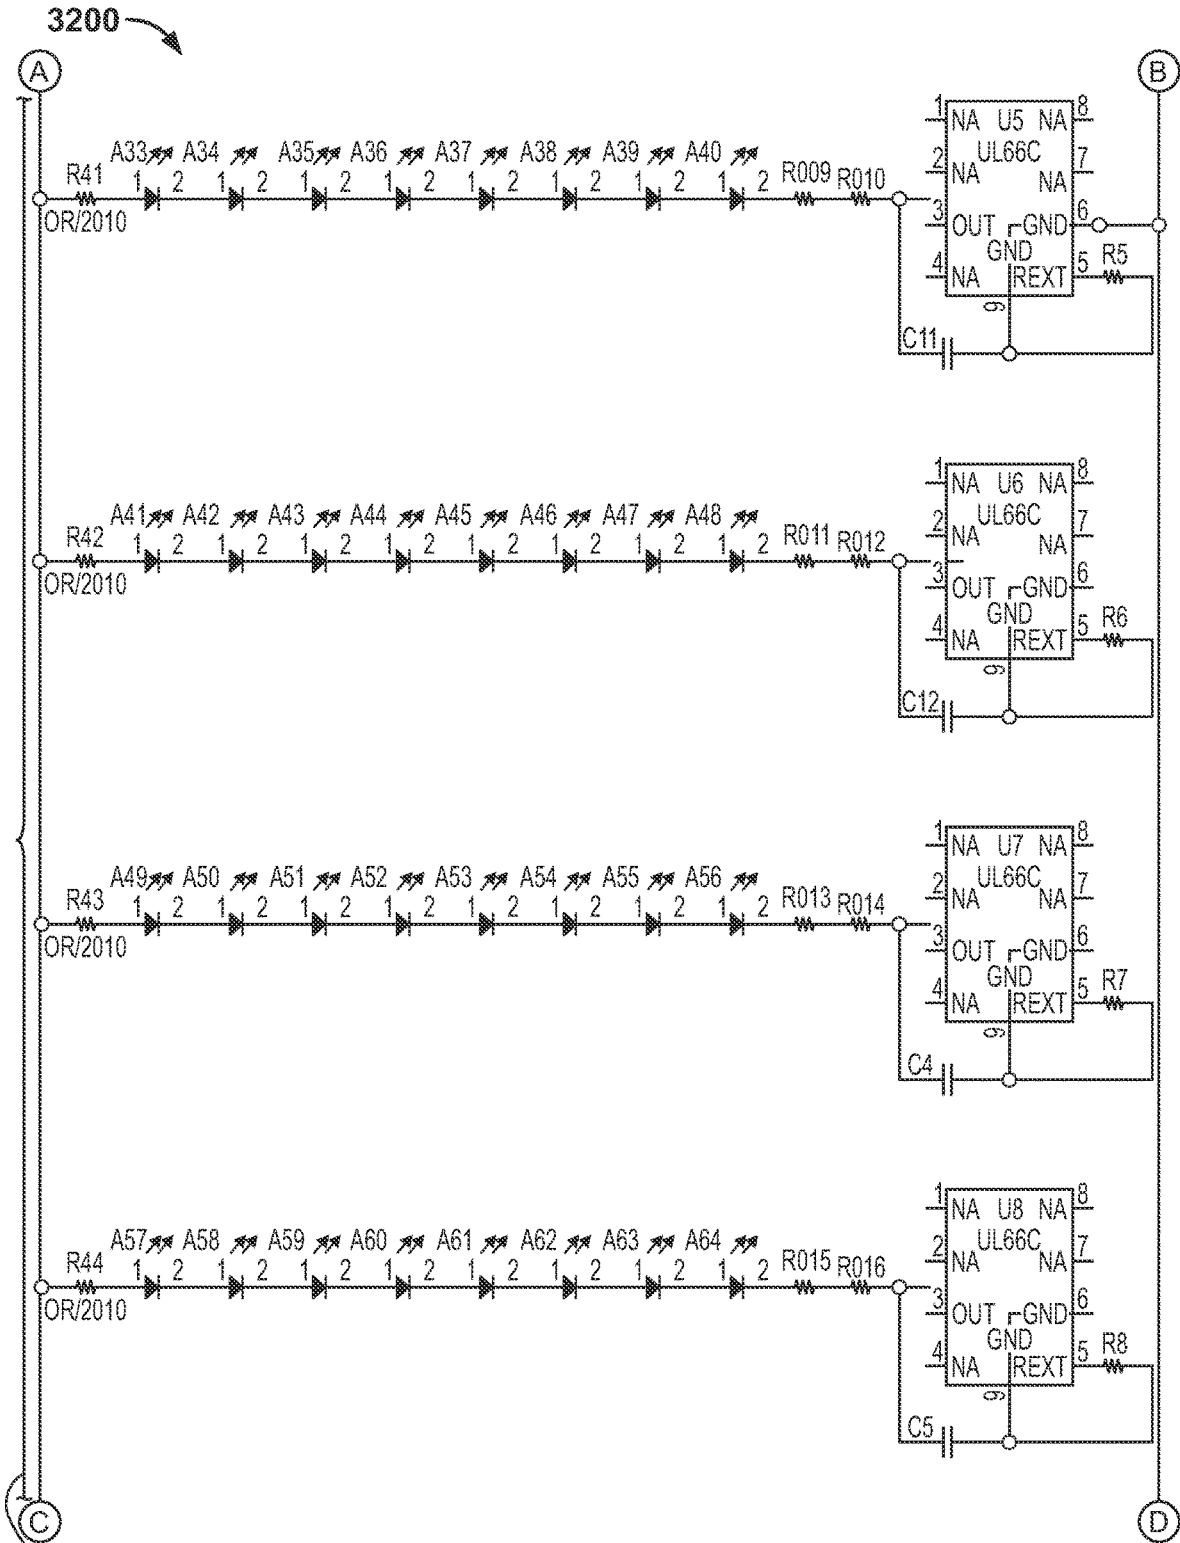 3200
A B
A33 A34 A35 A36 A37 A38 A39 A40
R41 1 2 1 2 1 2 1 2 1 2 1 2 1 2 1 2 R009 R010
OR/2010
1 NA U5 NA 8
UL66C
2 NA NA 7
3 OUT GND 6
GND
4 NA REXT 5 R5
9
C11
A41 A42 A43 A44 A45 A46 A47 A48
R42 1 2 1 2 1 2 1 2 1 2 1 2 1 2 1 2 R011 R012
OR/2010
1 NA U6 NA 8
UL66C
2 NA NA 7
3 OUT GND 6
GND
4 NA REXT 5 R6
9
C12
A49 A50 A51 A52 A53 A54 A55 A56
R43 1 2 1 2 1 2 1 2 1 2 1 2 1 2 1 2 R013 R014
OR/2010
1 NA U7 NA 8
UL66C
2 NA NA 7
3 OUT GND 6
GND
4 NA REXT 5 R7
9
C4
A57 A58 A59 A60 A61 A62 A63 A64
R44 1 2 1 2 1 2 1 2 1 2 1 2 1 2 1 2 R015 R016
OR/2010
1 NA U8 NA 8
UL66C
2 NA NA 7
3 OUT GND 6
GND
4 NA REXT 5 R8
9
C5
C D